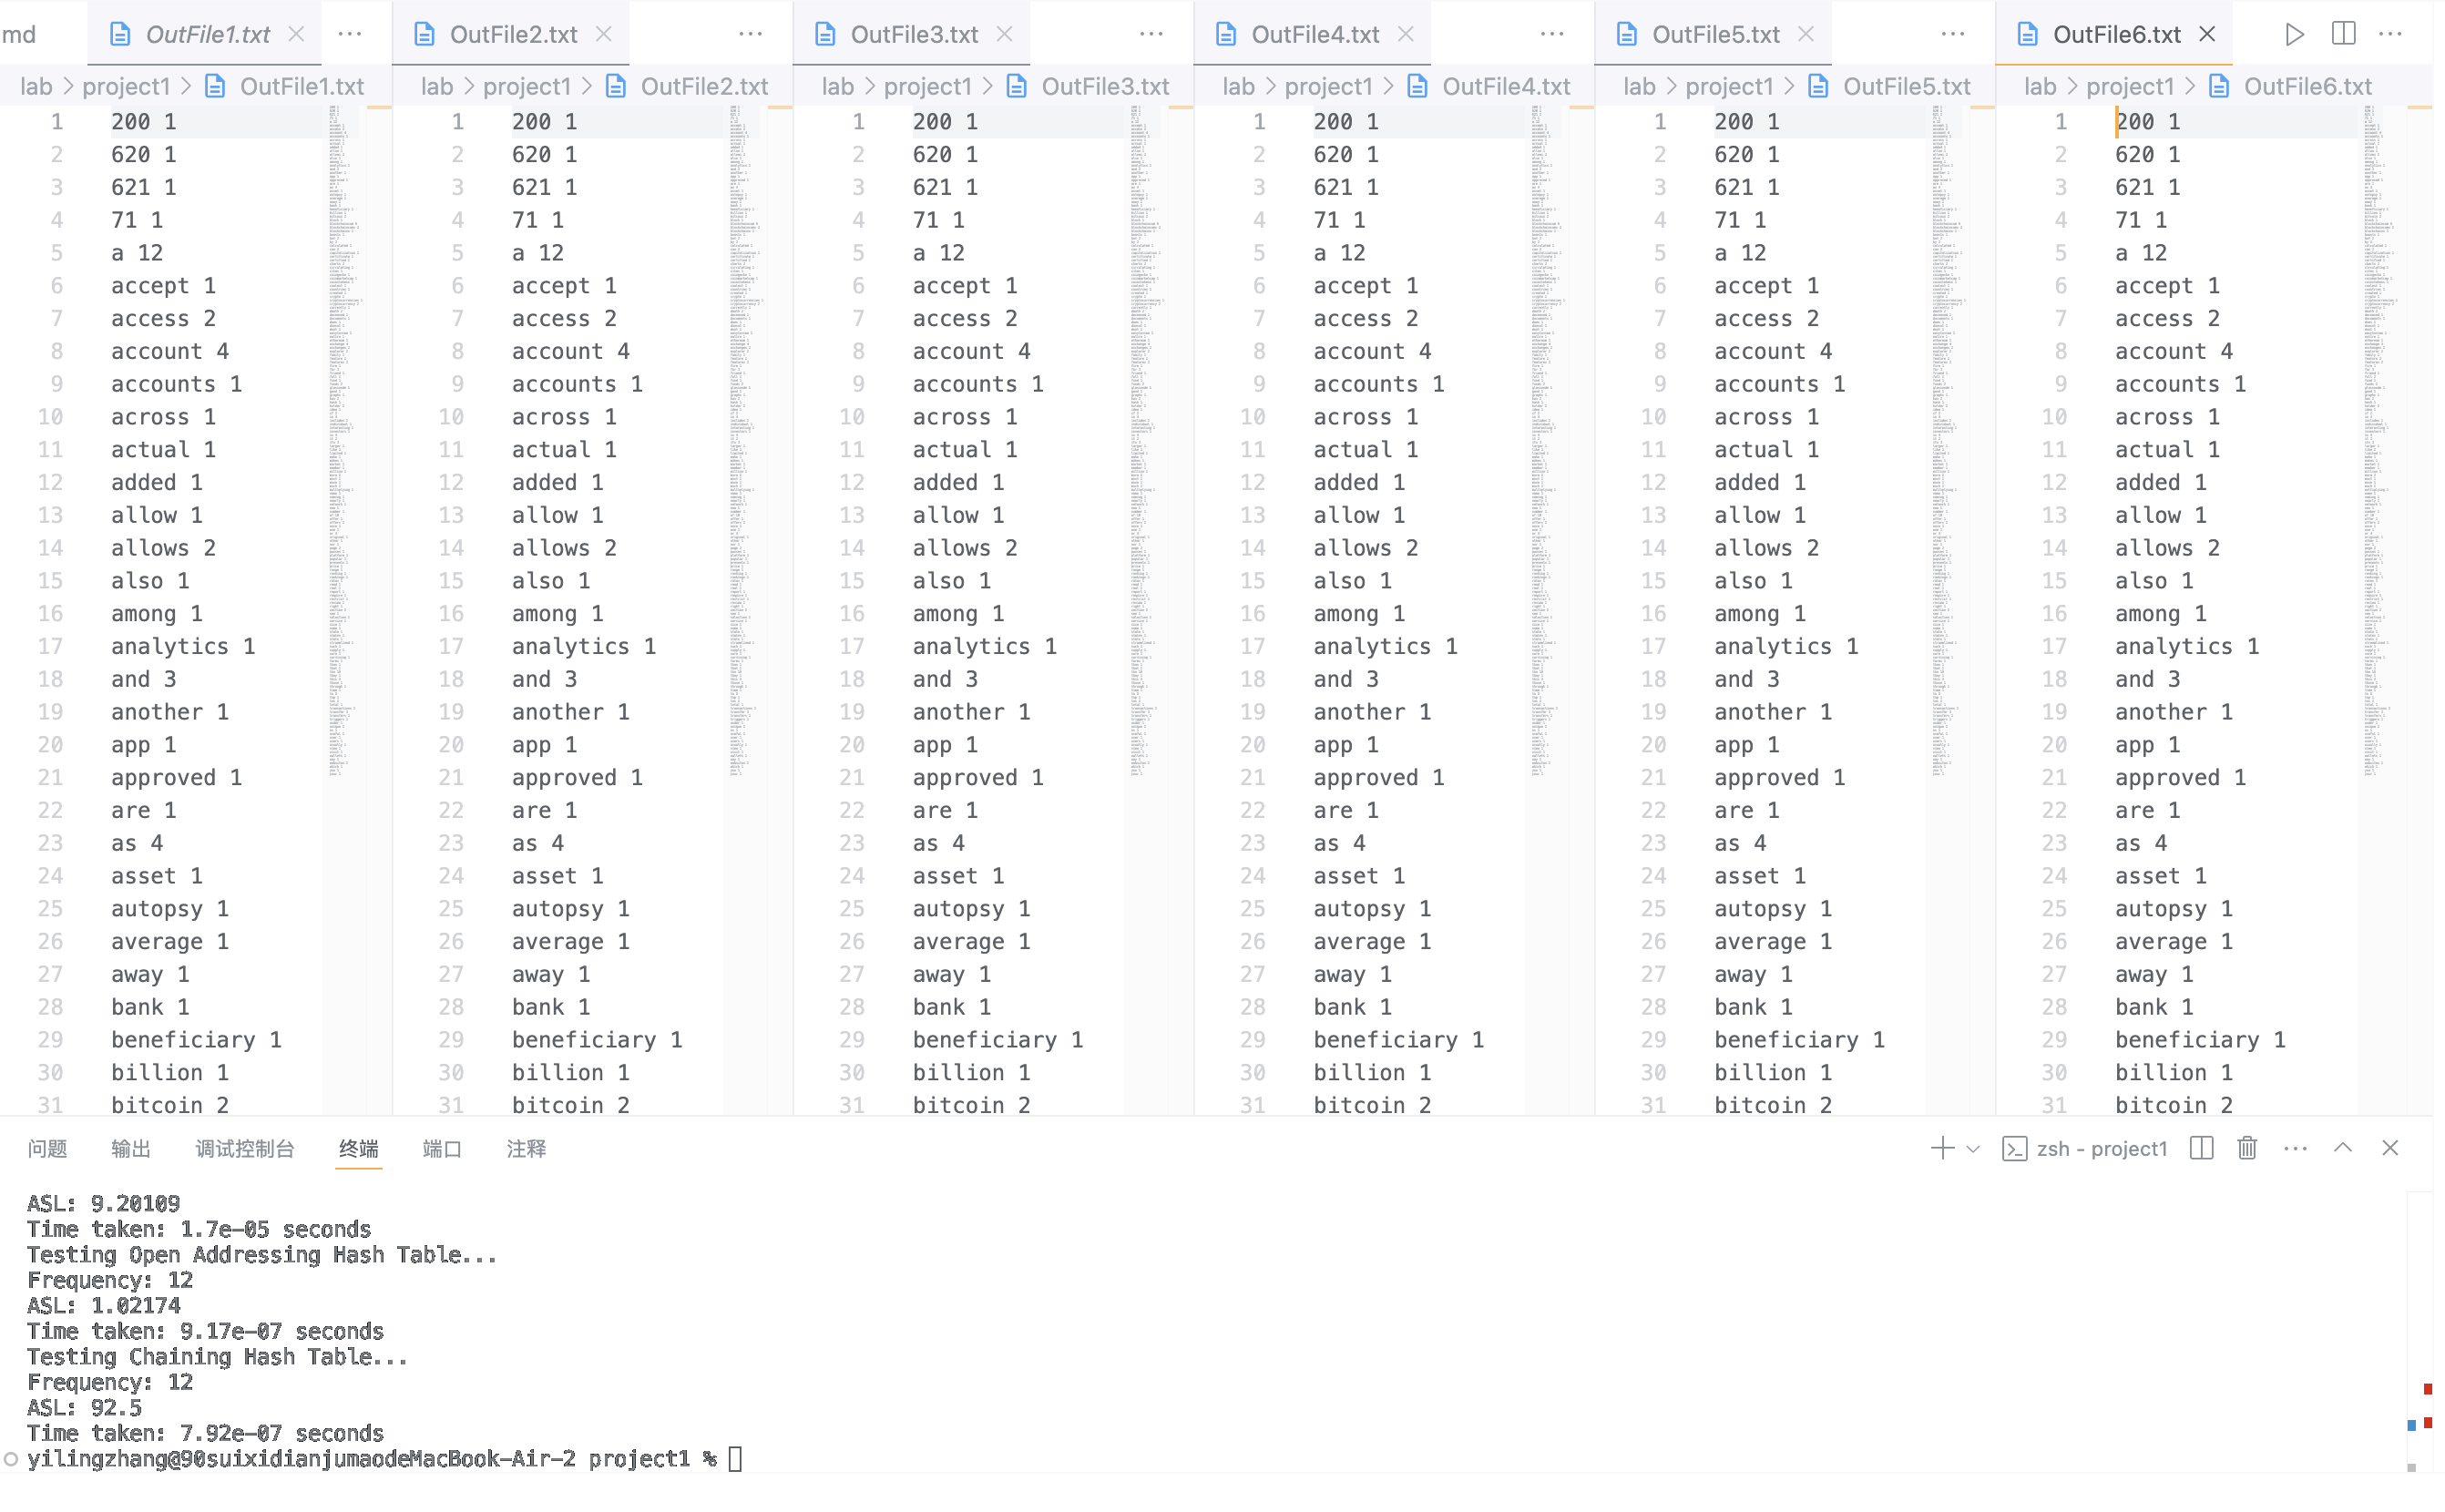 md OutFile1.txt OutFile2.txt OutFile3.txt OutFile4.txt OutFile5.txt OutFile6.txt
lab > project1 > OutFile1.txt lab > project1 > OutFile2.txt lab > project1 > OutFile3.txt lab > project1 > OutFile4.txt lab > project1 > OutFile5.txt lab > project1 > OutFile6.txt
1 200 1 1 200 1 1 200 1 1 200 1 1 200 1 1 200 1
2 620 1 2 620 1 2 620 1 2 620 1 2 620 1 2 620 1
3 621 1 3 621 1 3 621 1 3 621 1 3 621 1 3 621 1
4 71 1 4 71 1 4 71 1 4 71 1 4 71 1 4 71 1
5 a 12 5 a 12 5 a 12 5 a 12 5 a 12 5 a 12
6 accept 1 6 accept 1 6 accept 1 6 accept 1 6 accept 1 6 accept 1
7 access 2 7 access 2 7 access 2 7 access 2 7 access 2 7 access 2
8 account 4 8 account 4 8 account 4 8 account 4 8 account 4 8 account 4
9 accounts 1 9 accounts 1 9 accounts 1 9 accounts 1 9 accounts 1 9 accounts 1
10 across 1 10 across 1 10 across 1 10 across 1 10 across 1 10 across 1
11 actual 1 11 actual 1 11 actual 1 11 actual 1 11 actual 1 11 actual 1
12 added 1 12 added 1 12 added 1 12 added 1 12 added 1 12 added 1
13 allow 1 13 allow 1 13 allow 1 13 allow 1 13 allow 1 13 allow 1
14 allows 2 14 allows 2 14 allows 2 14 allows 2 14 allows 2 14 allows 2
15 also 1 15 also 1 15 also 1 15 also 1 15 also 1 15 also 1
16 among 1 16 among 1 16 among 1 16 among 1 16 among 1 16 among 1
17 analytics 1 17 analytics 1 17 analytics 1 17 analytics 1 17 analytics 1 17 analytics 1
18 and 3 18 and 3 18 and 3 18 and 3 18 and 3 18 and 3
19 another 1 19 another 1 19 another 1 19 another 1 19 another 1 19 another 1
20 app 1 20 app 1 20 app 1 20 app 1 20 app 1 20 app 1
21 approved 1 21 approved 1 21 approved 1 21 approved 1 21 approved 1 21 approved 1
22 are 1 22 are 1 22 are 1 22 are 1 22 are 1 22 are 1
23 as 4 23 as 4 23 as 4 23 as 4 23 as 4 23 as 4
24 asset 1 24 asset 1 24 asset 1 24 asset 1 24 asset 1 24 asset 1
25 autopsy 1 25 autopsy 1 25 autopsy 1 25 autopsy 1 25 autopsy 1 25 autopsy 1
26 average 1 26 average 1 26 average 1 26 average 1 26 average 1 26 average 1
27 away 1 27 away 1 27 away 1 27 away 1 27 away 1 27 away 1
28 bank 1 28 bank 1 28 bank 1 28 bank 1 28 bank 1 28 bank 1
29 beneficiary 1 29 beneficiary 1 29 beneficiary 1 29 beneficiary 1 29 beneficiary 1 29 beneficiary 1
30 billion 1 30 billion 1 30 billion 1 30 billion 1 30 billion 1 30 billion 1
31 bitcoin 2 31 bitcoin 2 31 bitcoin 2 31 bitcoin 2 31 bitcoin 2 31 bitcoin 2
问题 输出 调试控制台 终端 端口 注释 zsh - project1
ASL: 9.20109
Time taken: 1.7e-05 seconds
Testing Open Addressing Hash Table...
Frequency: 12
ASL: 1.02174
Time taken: 9.17e-07 seconds
Testing Chaining Hash Table...
Frequency: 12
ASL: 92.5
Time taken: 7.92e-07 seconds
yilingzhang@90suixidianjumaodeMacBook-Air-2 project1 %